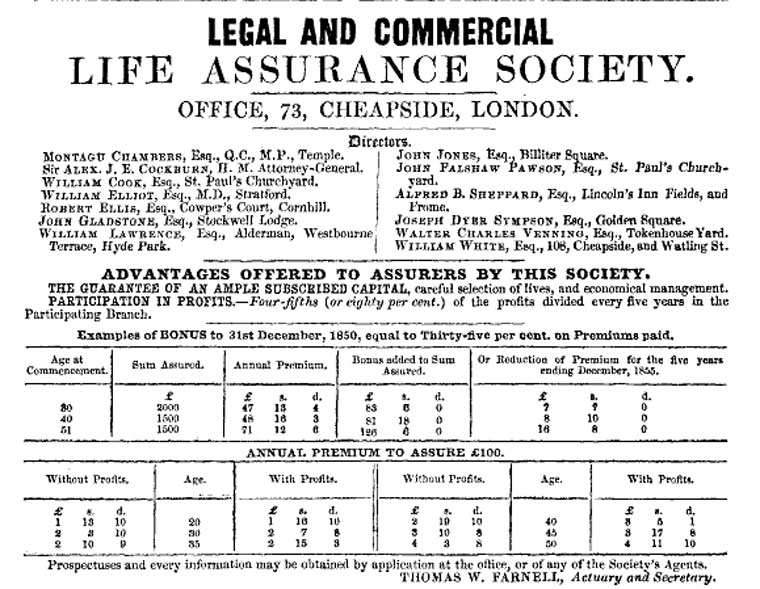 LEGAL AND COMMERCIAL
LIFE ASSURANCE SOCIETY.
OFFICE, 73, CHEAPSIDE, LONDON.
Directors.
MONTAGU CHAMBERS, Esq., Q.C., M.P., Temple.
Sir ALEX. J. E. COCKBURN, H. M. Attorney-General.
WILLIAM COOK, Esq., St. Paul's Churchyard.
WILLIAM ELLIOT, Esq., M.D., Stratford.
ROBERT ELLIS, Esq., Cowper's Court, Cornhill.
JOHN GLADSTONE, Esq., Stockwell Lodge.
WILLIAM LAWRENCE, Esq., Alderman, Westbourne
Terrace, Hyde Park.
JOHN JONES, Esq., Billiter Square.
JOHN FALSHAW PAWSON, Esq., St. Paul's Church-
yard.
ALFRED B. SHEPPARD, Esq., Lincoln's Inn Fields, and
Frome.
JOSEPH DYER SYMPSON, Esq., Golden Square.
WALTER CHARLES VENNING, Esq., Tokenhouse Yard.
WILLIAM WHITE, Esq., 108, Cheapside, and Watling St.
ADVANTAGES OFFERED TO ASSURERS BY THIS SOCIETY.
THE GUARANTEE OF AN AMPLE SUBSCRIBED CAPITAL, careful selection of lives, and economical management.
PARTICIPATION IN PROFITS.—Four-fifths (or eighty per cent.) of the profits divided every five years in the
Participating Branch.
Examples of BONUS to 31st December, 1850, equal to Thirty-five per cent. on Premiums paid.
Age at Commencement. Sum Assured. Annual Premium. Bonus added to Sum Assured. Or Reduction of Premium for the five years ending December, 1855.
£ £ s. d. £ s. d. £ s. d.
30 2000 47 13 4 83 6 0 7 7 0
40 1500 48 16 3 81 18 0 8 10 0
51 1500 71 12 6 126 6 0 16 8 0
ANNUAL PREMIUM TO ASSURE £100.
Without Profits. Age. With Profits. Without Profits. Age. With Profits.
£ s. d. £ s. d. £ s. d. £ s. d.
1 13 10 20 1 16 10 2 19 10 40 3 5 1
2 3 10 30 2 7 8 3 10 8 45 3 17 8
2 10 9 35 2 15 3 4 3 8 50 4 11 10
Prospectuses and every information may be obtained by application at the office, or of any of the Society's Agents.
THOMAS W. FARNELL, Actuary and Secretary.